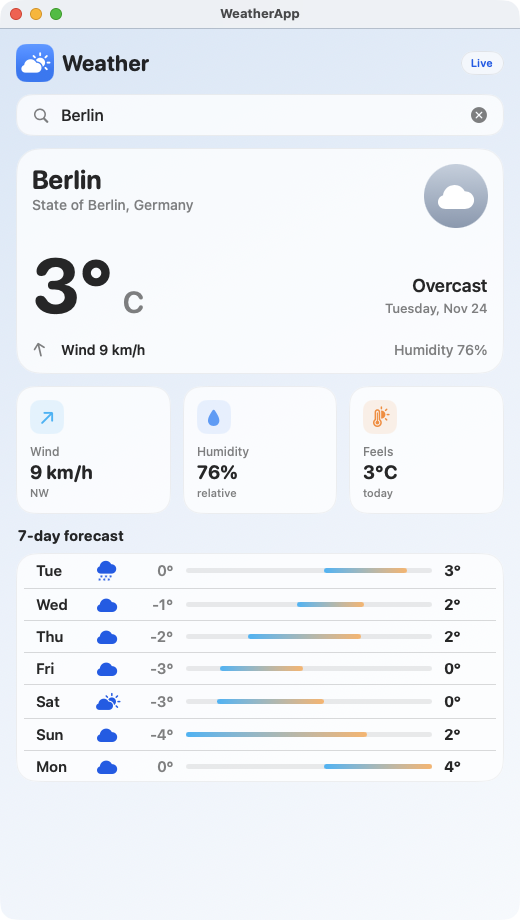 WeatherApp
Weather
Live
Berlin
Berlin
State of Berlin, Germany
3° C
Overcast
Tuesday, Nov 24
Wind 9 km/h
Humidity 76%
Wind
9 km/h
NW
Humidity
76%
relative
Feels
3°C
today
7-day forecast
Tue 0° 3°
Wed -1° 2°
Thu -2° 2°
Fri -3° 0°
Sat -3° 0°
Sun -4° 2°
Mon 0° 4°